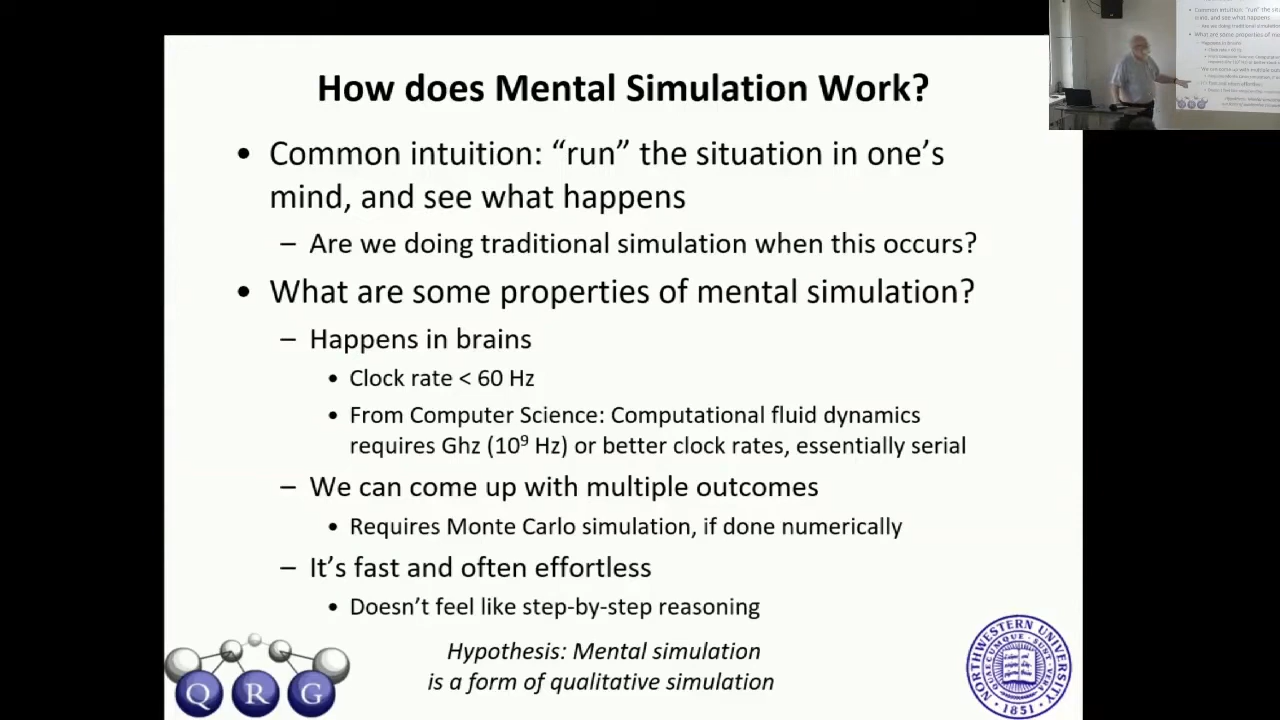 How does Mental Simulation Work?
• Common intuition: “run” the situation in one’s
mind, and see what happens
– Are we doing traditional simulation when this occurs?
• What are some properties of mental simulation?
– Happens in brains
• Clock rate < 60 Hz
• From Computer Science: Computational fluid dynamics
requires Ghz (10⁹ Hz) or better clock rates, essentially serial
– We can come up with multiple outcomes
• Requires Monte Carlo simulation, if done numerically
– It’s fast and often effortless
• Doesn’t feel like step-by-step reasoning
Hypothesis: Mental simulation
is a form of qualitative simulation
QRG
NORTHWESTERN UNIVERSITY
1851